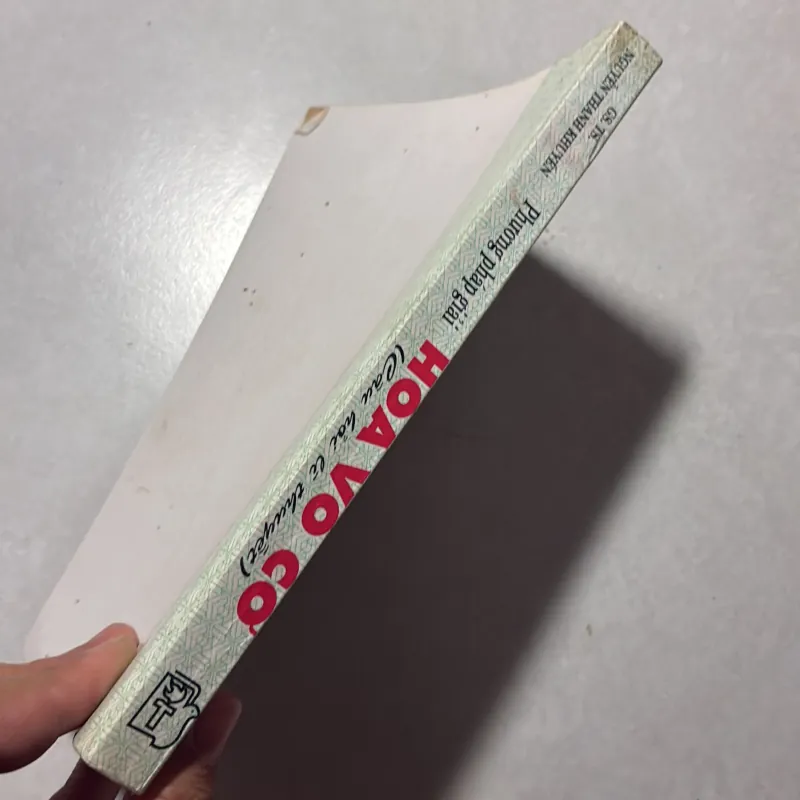 GS. TS.
NGUYỄN THANH KHUYẾN
Phương pháp giải
HÓA VÔ CƠ
(Câu hỏi lí thuyết)